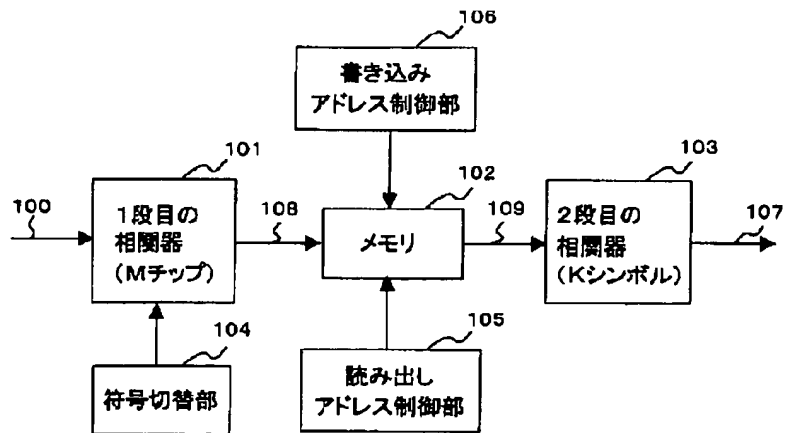 106
書き込み
アドレス制御部
101
102
103
100
1段目の
相関器
(Mチップ)
108
メモリ
109
2段目の
相関器
(Kシンボル)
107
104
符号切替部
105
読み出し
アドレス制御部